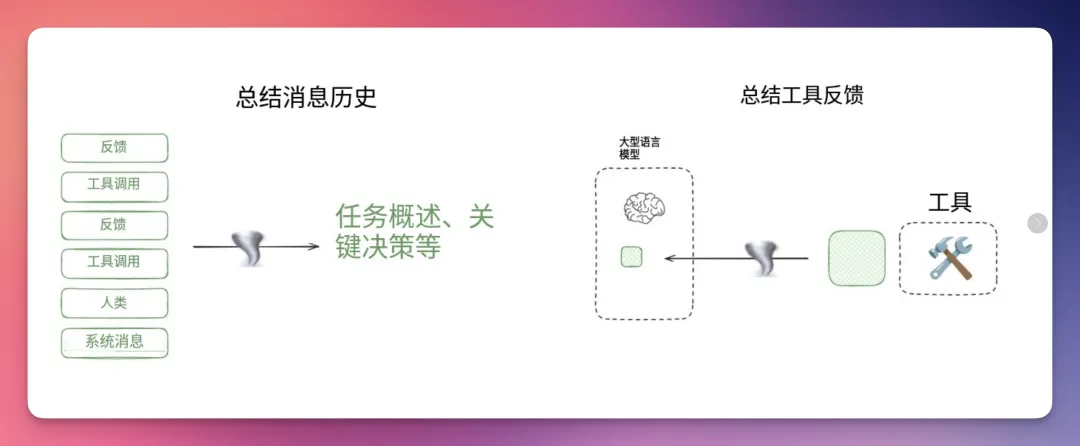 总结消息历史
反馈
工具调用
反馈
工具调用
人类
系统消息
任务概述、关
键决策等
总结工具反馈
大型语言
模型
工具